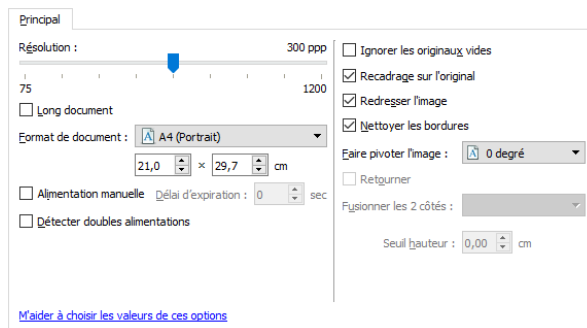 Principal
Résolution : 300 ppp
75 1200
Long document
Format de document : A4 (Portrait)
21,0 × 29,7 cm
Alimentation manuelle Délai d'expiration : 0 sec
Détecter doubles alimentations
M'aider à choisir les valeurs de ces options
Ignorer les originaux vides
Recadrage sur l'original
Redresser l'image
Nettoyer les bordures
Faire pivoter l'image : 0 degré
Retourner
Fusionner les 2 côtés :
Seuil hauteur : 0,00 cm